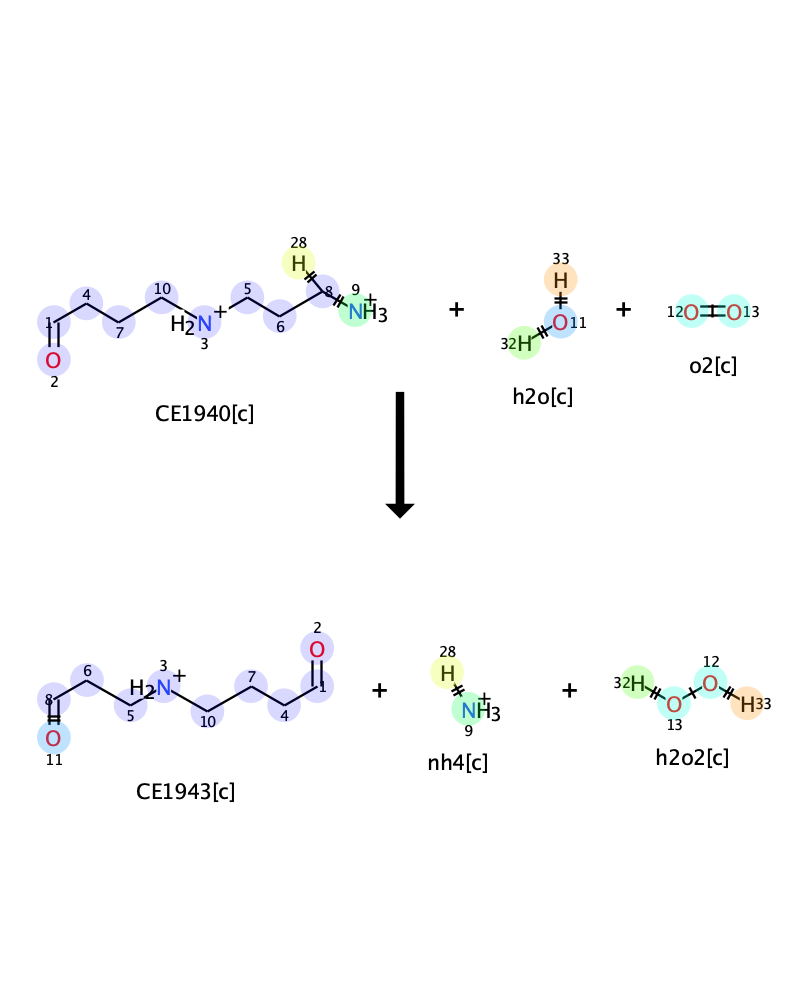 28
H
33
H
1 4 7 10 H2N+ 3 5 6 8 9 NH3+
+
32H O 11
+
12O O13
O
2
CE1940[c]
h2o[c]
o2[c]
2
O
8 6 5 H2N+ 3 10 7 4 1
+
28
H
NH3+
9
+
32H O 13 12 O H33
O
11
CE1943[c]
nh4[c]
h2o2[c]